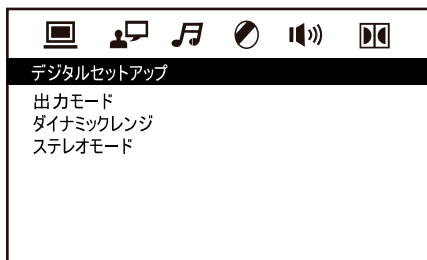 デジタルセットアップ
出力モード
ダイナミックレンジ
ステレオモード